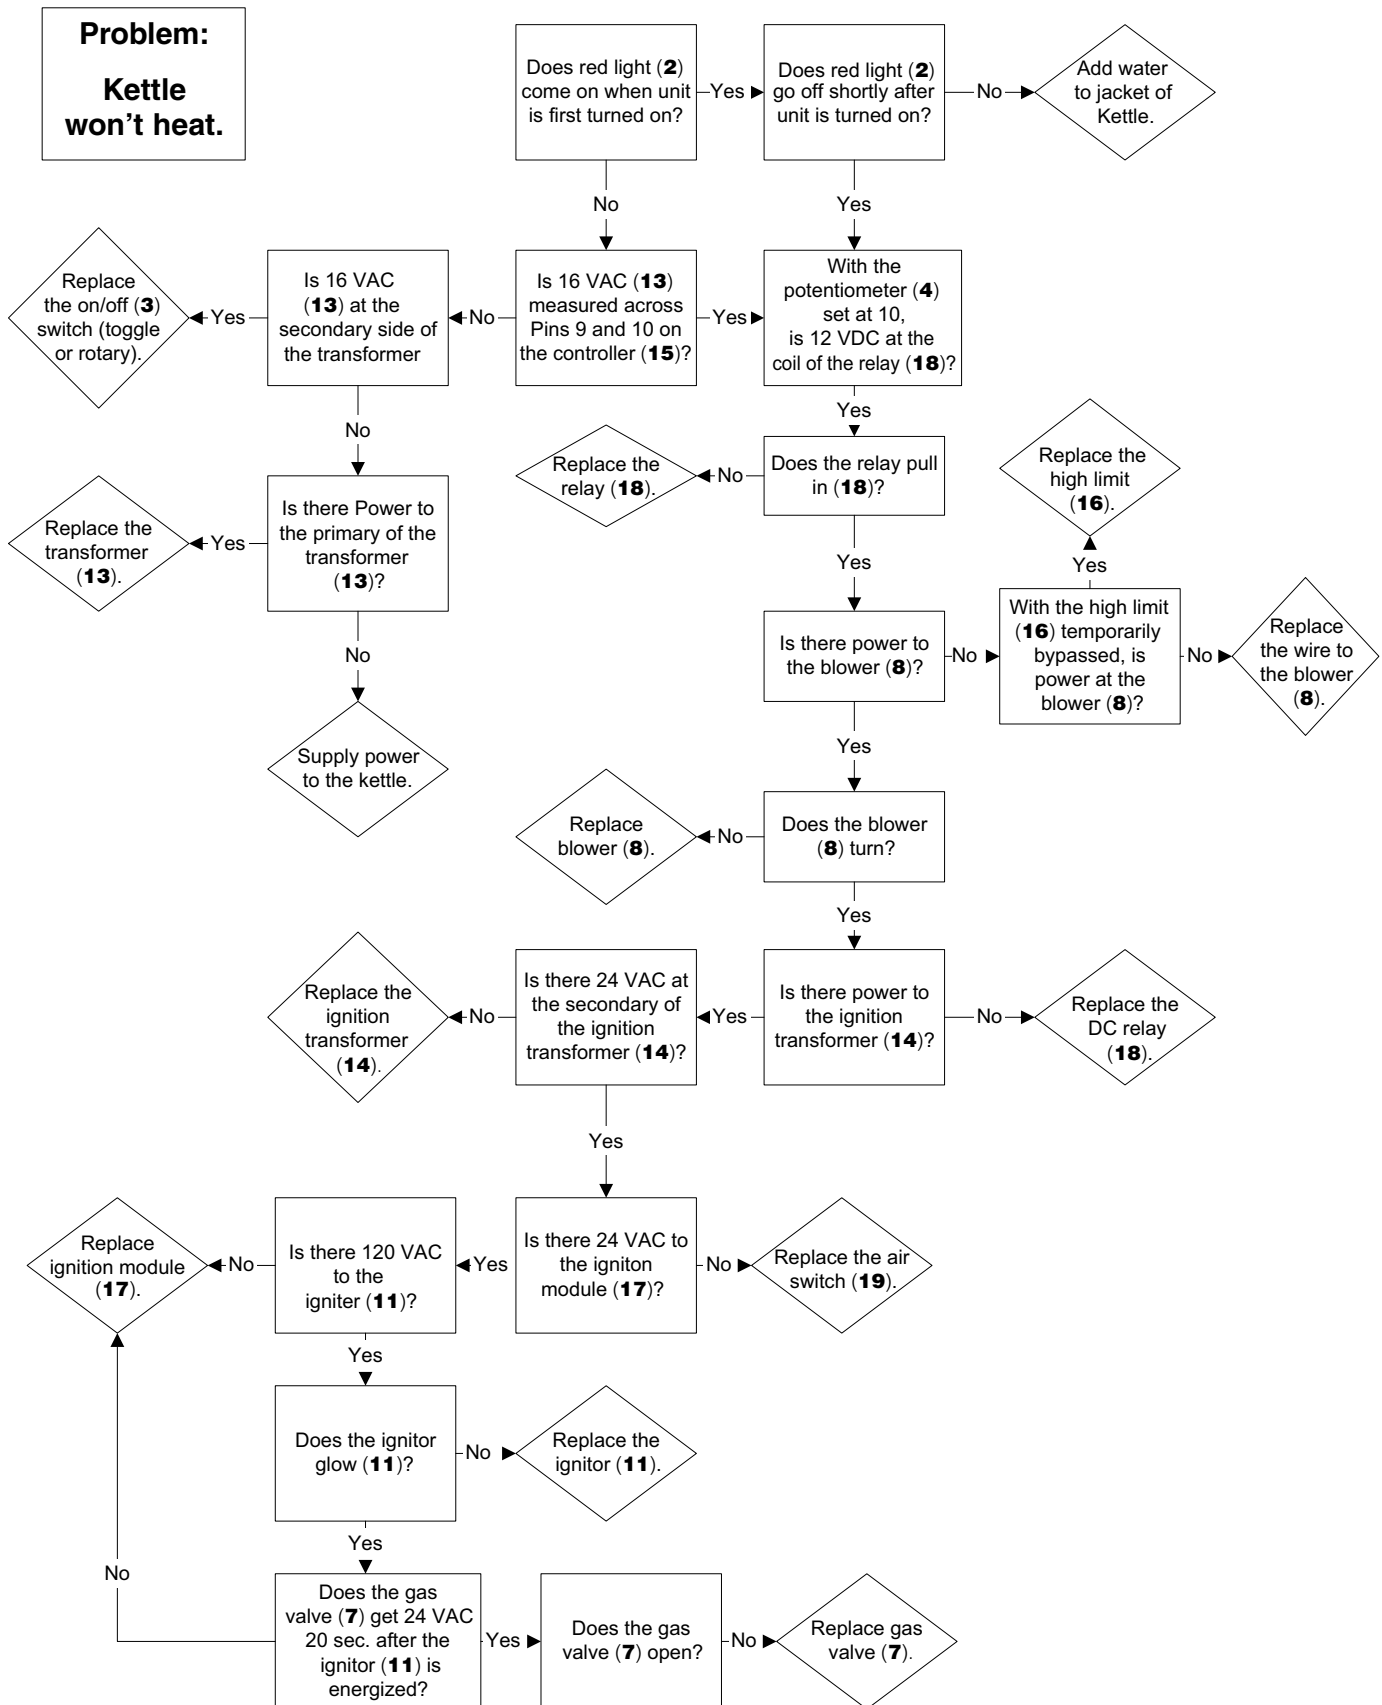 Problem:
Kettle
won't heat.
Does red light (2)
come on when unit
is first turned on?
Yes
Does red light (2)
go off shortly after
unit is turned on?
No
Add water
to jacket of
Kettle.
No
Yes
Replace
the on/off (3)
switch (toggle
or rotary).
Yes
Is 16 VAC
(13) at the
secondary side of
the transformer
No
Is 16 VAC (13)
measured across
Pins 9 and 10 on
the controller (15)?
Yes
With the
potentiometer (4)
set at 10,
is 12 VDC at the
coil of the relay (18)?
No
Yes
Replace the
relay (18).
No
Does the relay pull
in (18)?
Replace the
high limit
(16).
Replace the
transformer
(13).
Yes
Is there Power to
the primary of the
transformer
(13)?
Yes
Yes
No
Is there power to
the blower (8)?
No
With the high limit
(16) temporarily
bypassed, is
power at the
blower (8)?
No
Replace
the wire to
the blower
(8).
Supply power
to the kettle.
Yes
Replace
blower (8).
No
Does the blower
(8) turn?
Yes
Replace the
ignition
transformer
(14).
No
Is there 24 VAC at
the secondary of
the ignition
transformer (14)?
Yes
Is there power to
the ignition
transformer (14)?
No
Replace the
DC relay
(18).
Yes
Replace
ignition module
(17).
No
Is there 120 VAC
to the
igniter (11)?
Yes
Is there 24 VAC to
the igniton
module (17)?
No
Replace the air
switch (19).
Yes
Does the ignitor
glow (11)?
No
Replace the
ignitor (11).
Yes
No
Does the gas
valve (7) get 24 VAC
20 sec. after the
ignitor (11) is
energized?
Yes
Does the gas
valve (7) open?
No
Replace gas
valve (7).